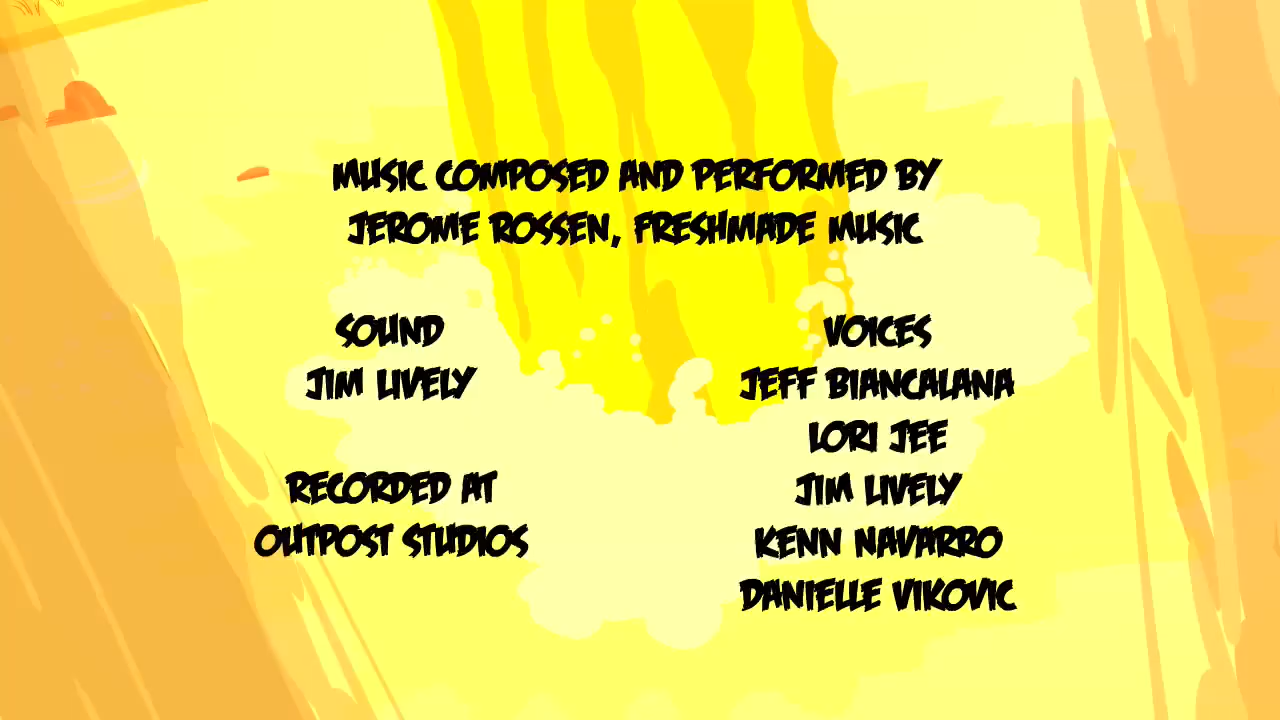 MUSIC COMPOSED AND PERFORMED BY
JEROME ROSSEN, FRESHMADE MUSIC
SOUND
JIM LIVELY
RECORDED AT
OUTPOST STUDIOS
VOICES
JEFF BIANCALANA
LORI JEE
JIM LIVELY
KENN NAVARRO
DANIELLE VIKOVIC